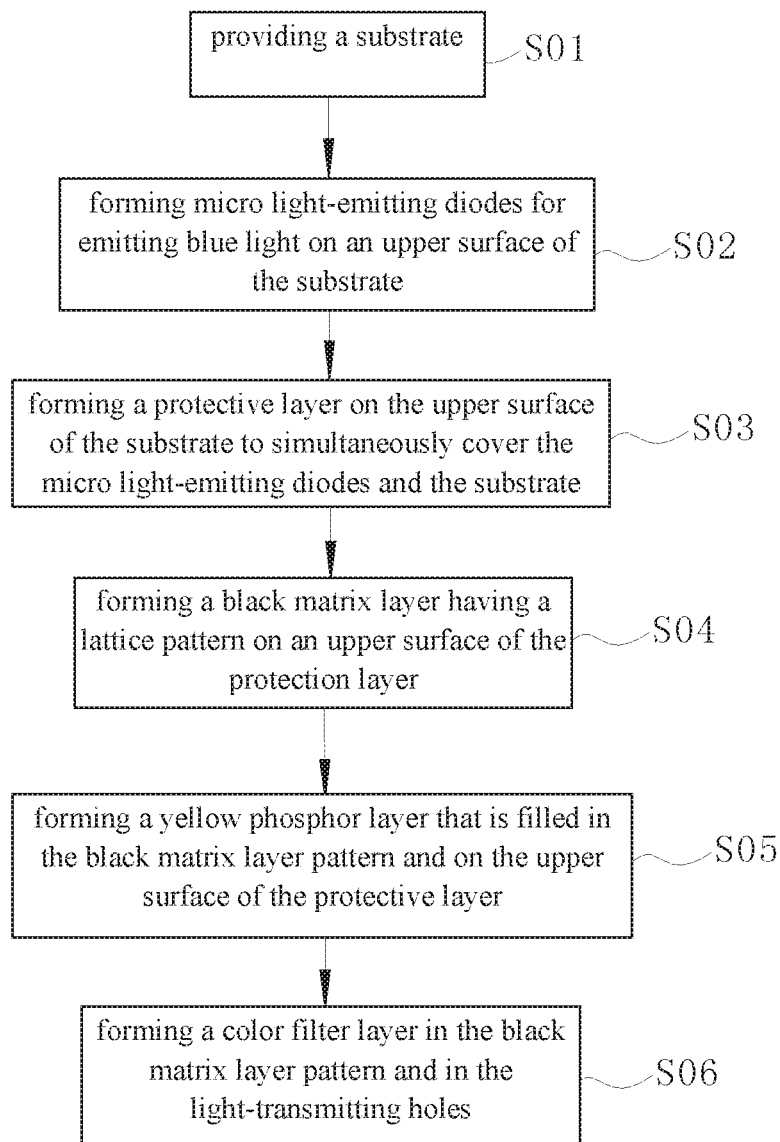 providing a substrate
S01
forming micro light-emitting diodes for
emitting blue light on an upper surface of
the substrate
S02
forming a protective layer on the upper surface
of the substrate to simultaneously cover the
micro light-emitting diodes and the substrate
S03
forming a black matrix layer having a
lattice pattern on an upper surface of the
protection layer
S04
forming a yellow phosphor layer that is filled in
the black matrix layer pattern and on the upper
surface of the protective layer
S05
forming a color filter layer in the black
matrix layer pattern and in the
light-transmitting holes
S06